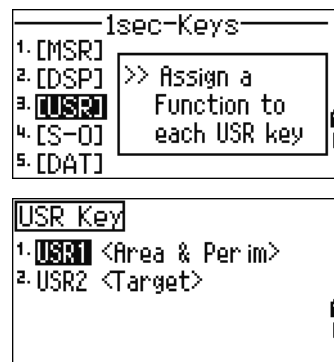 1sec-Keys
1. [MSR]
2. [DSP]
3. [USR]
4. [S-O]
5. [DAT]
>> Assign a
Function to
each USR key
USR Key
1. USR1 <Area & Perim>
2. USR2 <Target>